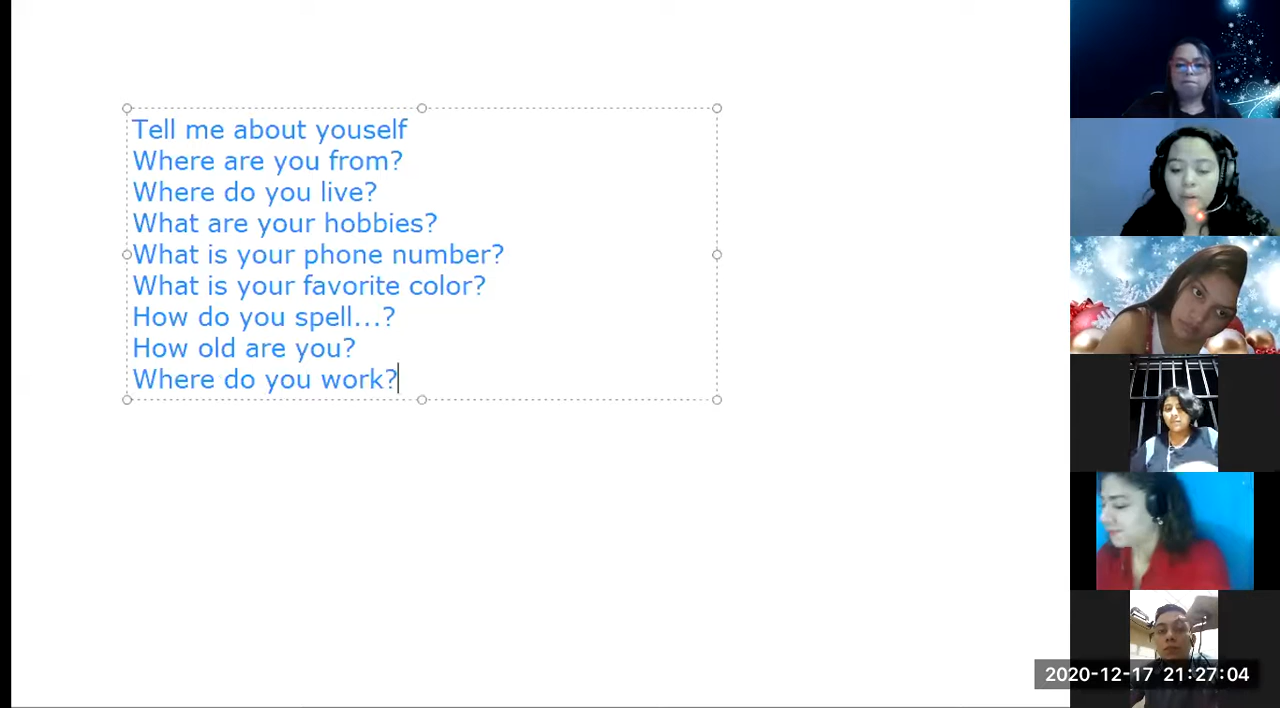 Tell me about youself
Where are you from?
Where do you live?
What are your hobbies?
What is your phone number?
What is your favorite color?
How do you spell...?
How old are you?
Where do you work?
2020-12-17 21:27:04